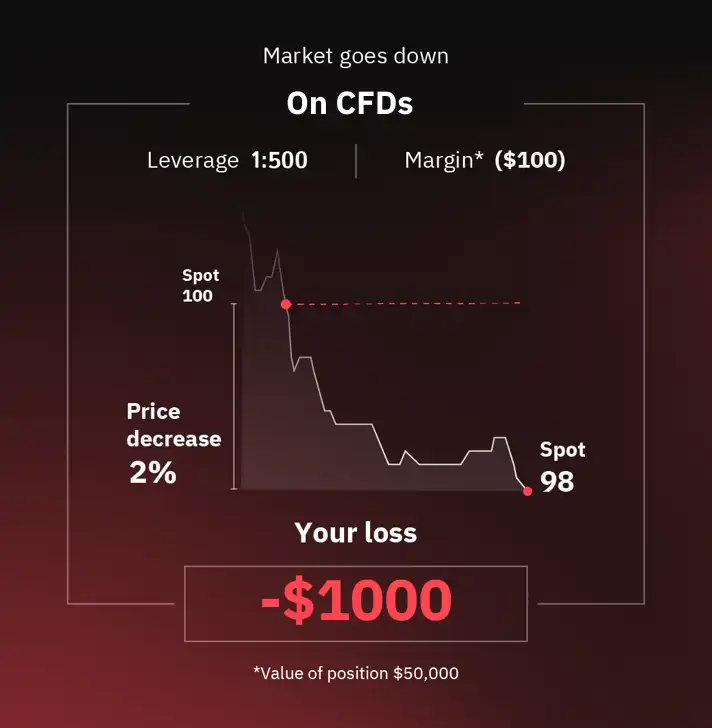 Market goes down
On CFDs
Leverage 1:500
Margin* ($100)
Spot
100
Price
decrease
2%
Spot
98
Your loss
-$1000
*Value of position $50,000